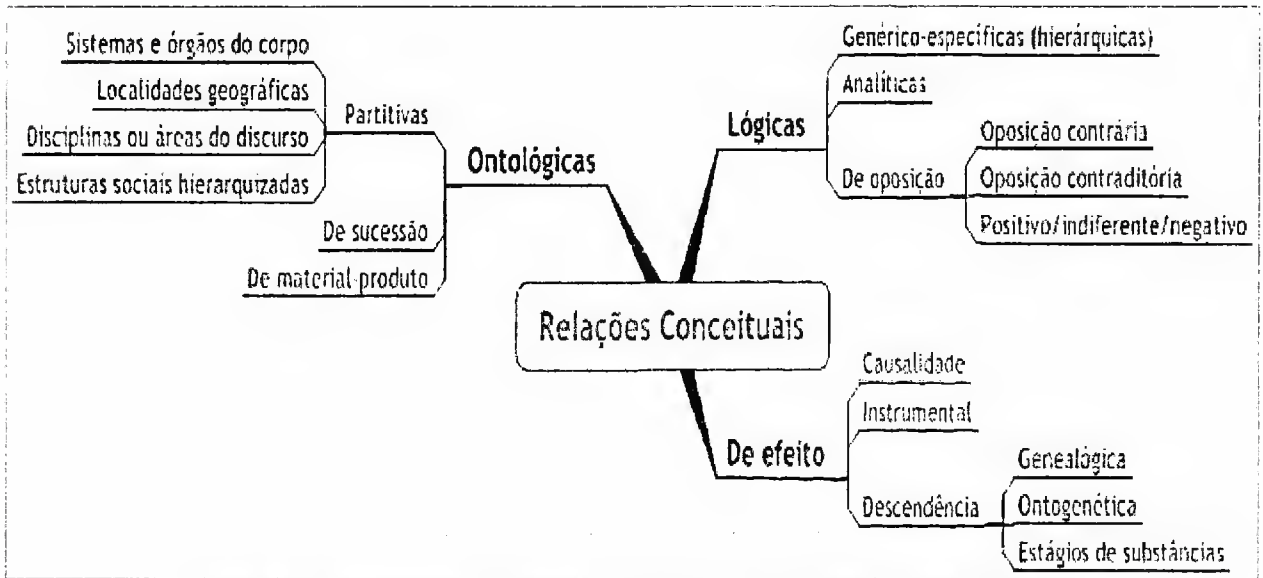 Sistemas e órgãos do corpo
Localidades geográficas
Disciplinas ou áreas do discurso
Estruturas sociais hierarquizadas
Partitivas
De sucessão
De material-produto
Ontológicas
Relações Conceituais
Lógicas
Genérico-específicas (hierárquicas)
Analíticas
De oposição
Oposição contrária
Oposição contraditória
Positivo/indiferente/negativo
De efeito
Causalidade
Instrumental
Descendência
Genealógica
Ontogenética
Estágios de substâncias